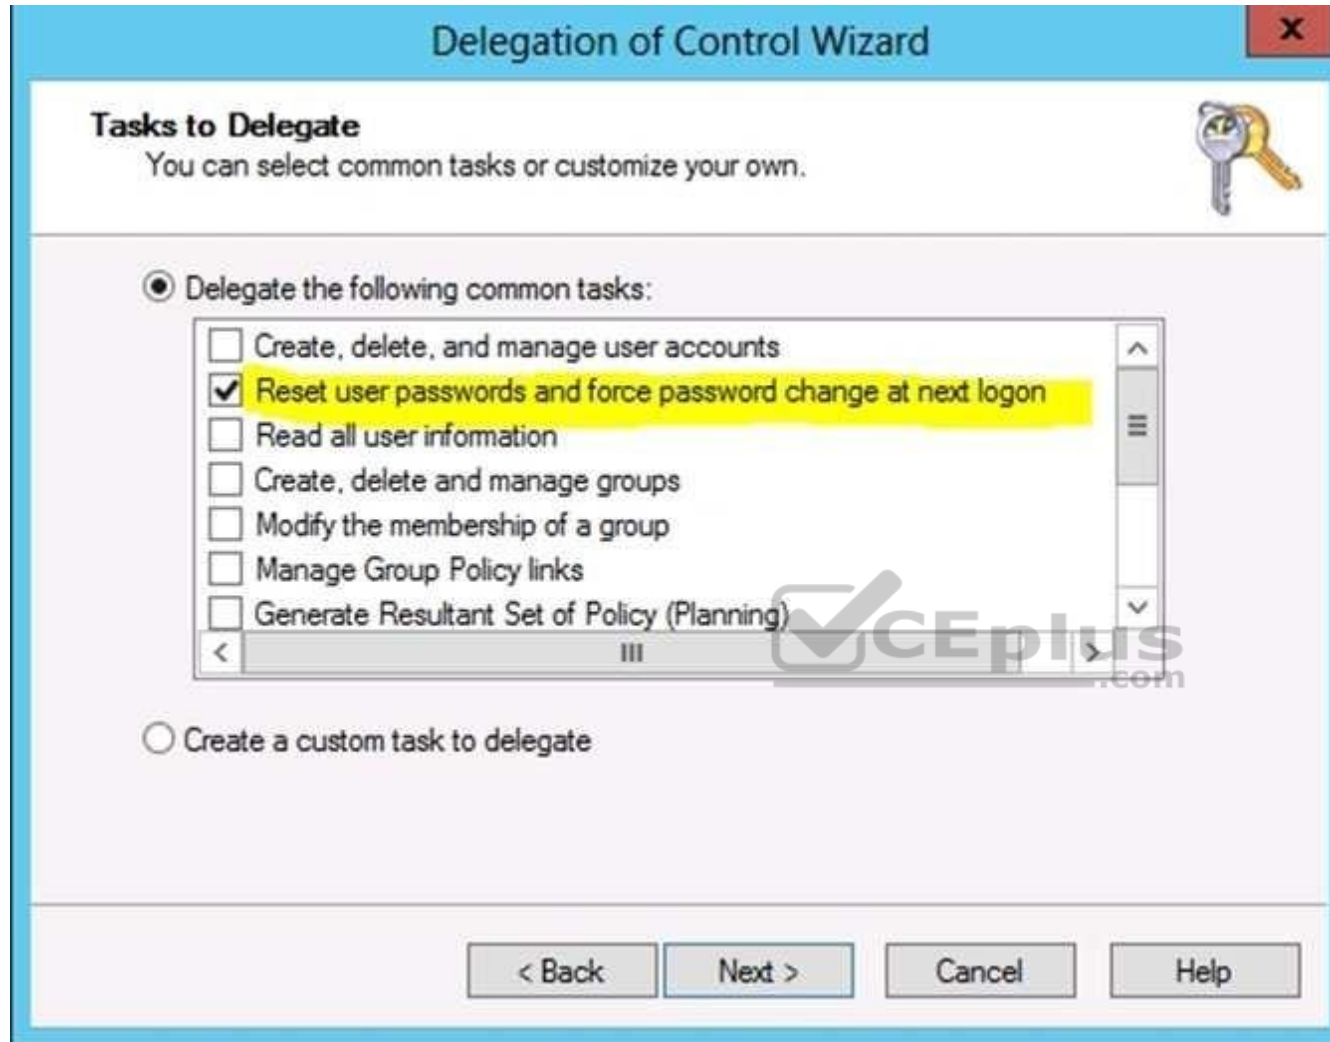 Delegation of Control Wizard
x
Tasks to Delegate
You can select common tasks or customize your own.
Delegate the following common tasks:
Create, delete, and manage user accounts
Reset user passwords and force password change at next logon
Read all user information
Create, delete and manage groups
Modify the membership of a group
Manage Group Policy links
Generate Resultant Set of Policy (Planning)
CEplus
.com
Create a custom task to delegate
< Back Next > Cancel Help